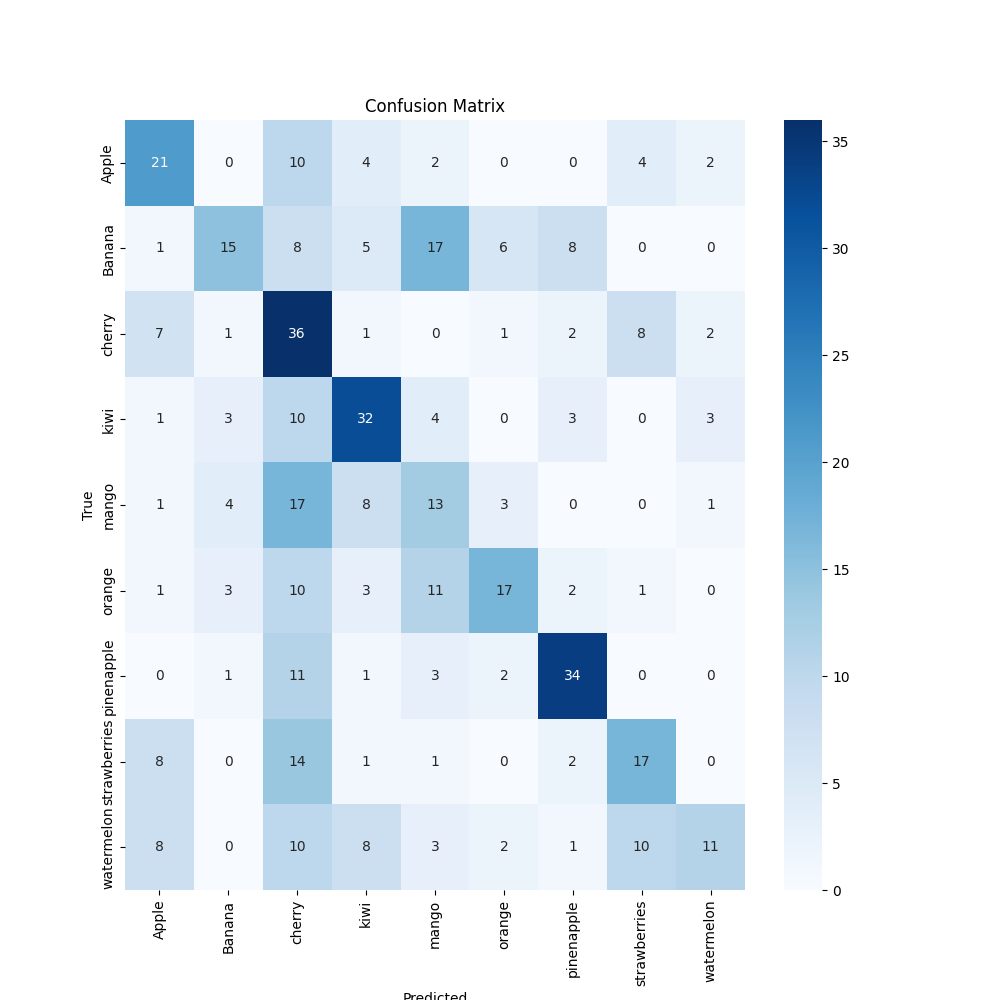 Confusion Matrix
Apple 21 0 10 4 2 0 0 4 2
Banana 1 15 8 5 17 6 8 0 0
cherry 7 1 36 1 0 1 2 8 2
kiwi 1 3 10 32 4 0 3 0 3
mango 1 4 17 8 13 3 0 0 1
orange 1 3 10 3 11 17 2 1 0
pinenapple 0 1 11 1 3 2 34 0 0
strawberries 8 0 14 1 1 0 2 17 0
watermelon 8 0 10 8 3 2 1 10 11
True
Apple Banana cherry kiwi mango orange pinenapple strawberries watermelon
Predicted
35
30
25
20
15
10
5
0